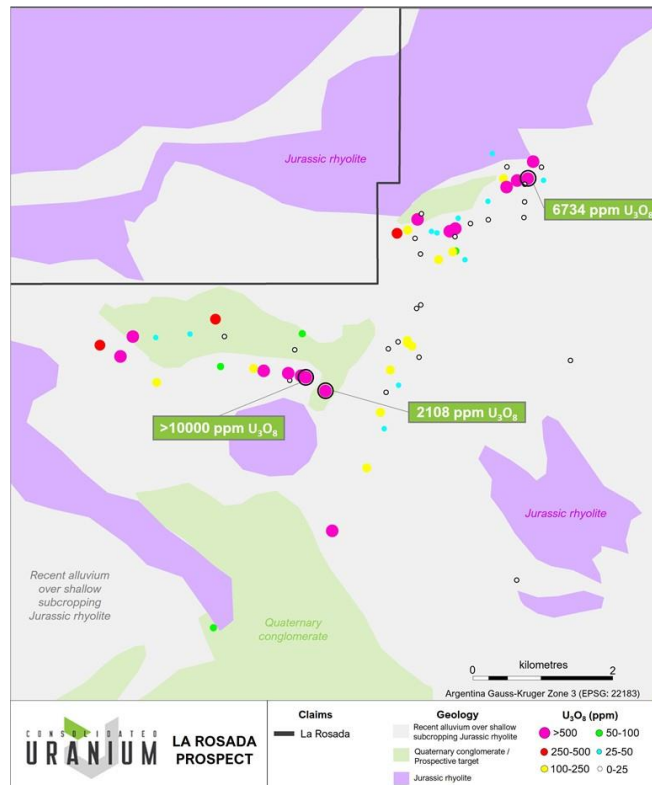 Jurassic rhyolite
6734 ppm U₃O₈
>10000 ppm U₃O₈
2108 ppm U₃O₈
Jurassic rhyolite
Recent alluvium
over shallow
subcropping
Jurassic rhyolite
Quaternary
conglomerate
kilometres
0
2
Argentina Gauss-Kruger Zone 3 (EPSG: 22183)
CONSOLIDATED
URANIUM
LA ROSADA
PROSPECT
Claims
La Rosada
Geology
Recent alluvium over shallow
subcropping Jurassic rhyolite
Quaternary conglomerate /
Prospective target
Jurassic rhyolite
U₃O₈ (ppm)
>500
250-500
100-250
50-100
25-50
0-25